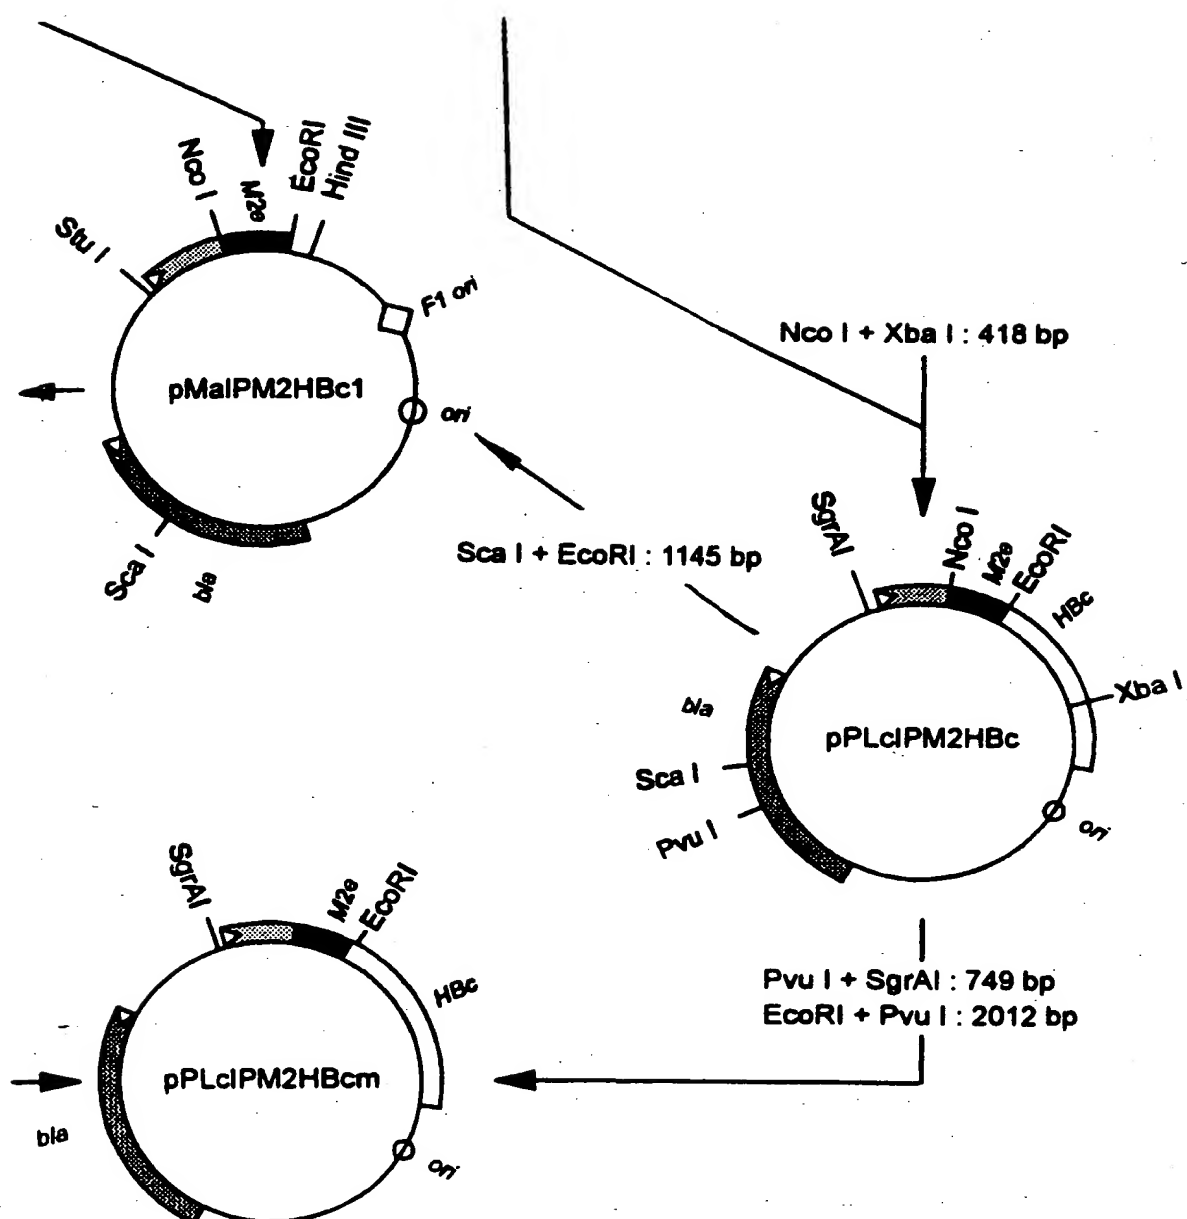 Nco I
M2e
EcoRI
Hind III
Stu I
F1 ori
pMaIPM2HBc1
ori
Sca I
bla
Nco I + Xba I : 418 bp
Sca I + EcoRI : 1145 bp
SgrAI
Nco I
M2e
EcoRI
HBc
Xba I
bla
pPLcIPM2HBc
Sca I
Pvu I
ori
Pvu I + SgrAI : 749 bp
EcoRI + Pvu I : 2012 bp
SgrAI
M2e
EcoRI
HBc
pPLcIPM2HBcm
bla
ori